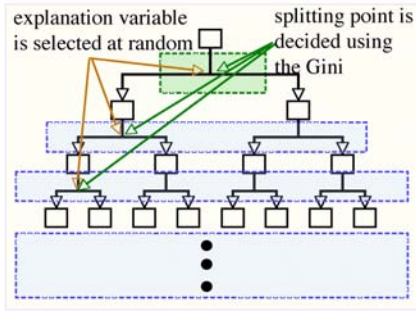 explanation variable
is selected at random
splitting point is
decided using
the Gini